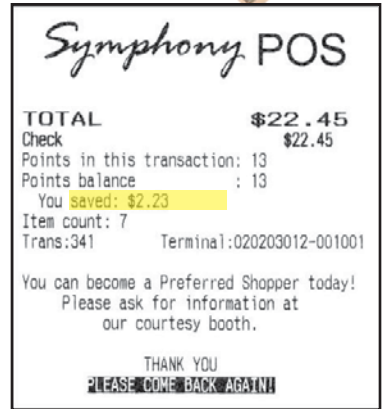 Symphony POS
TOTAL $22.45
Check $22.45
Points in this transaction: 13
Points balance : 13
You saved: $2.23
Item count: 7
Trans:341 Terminal:020203012-001001
You can become a Preferred Shopper today!
Please ask for information at
our courtesy booth.
THANK YOU
PLEASE COME BACK AGAIN!